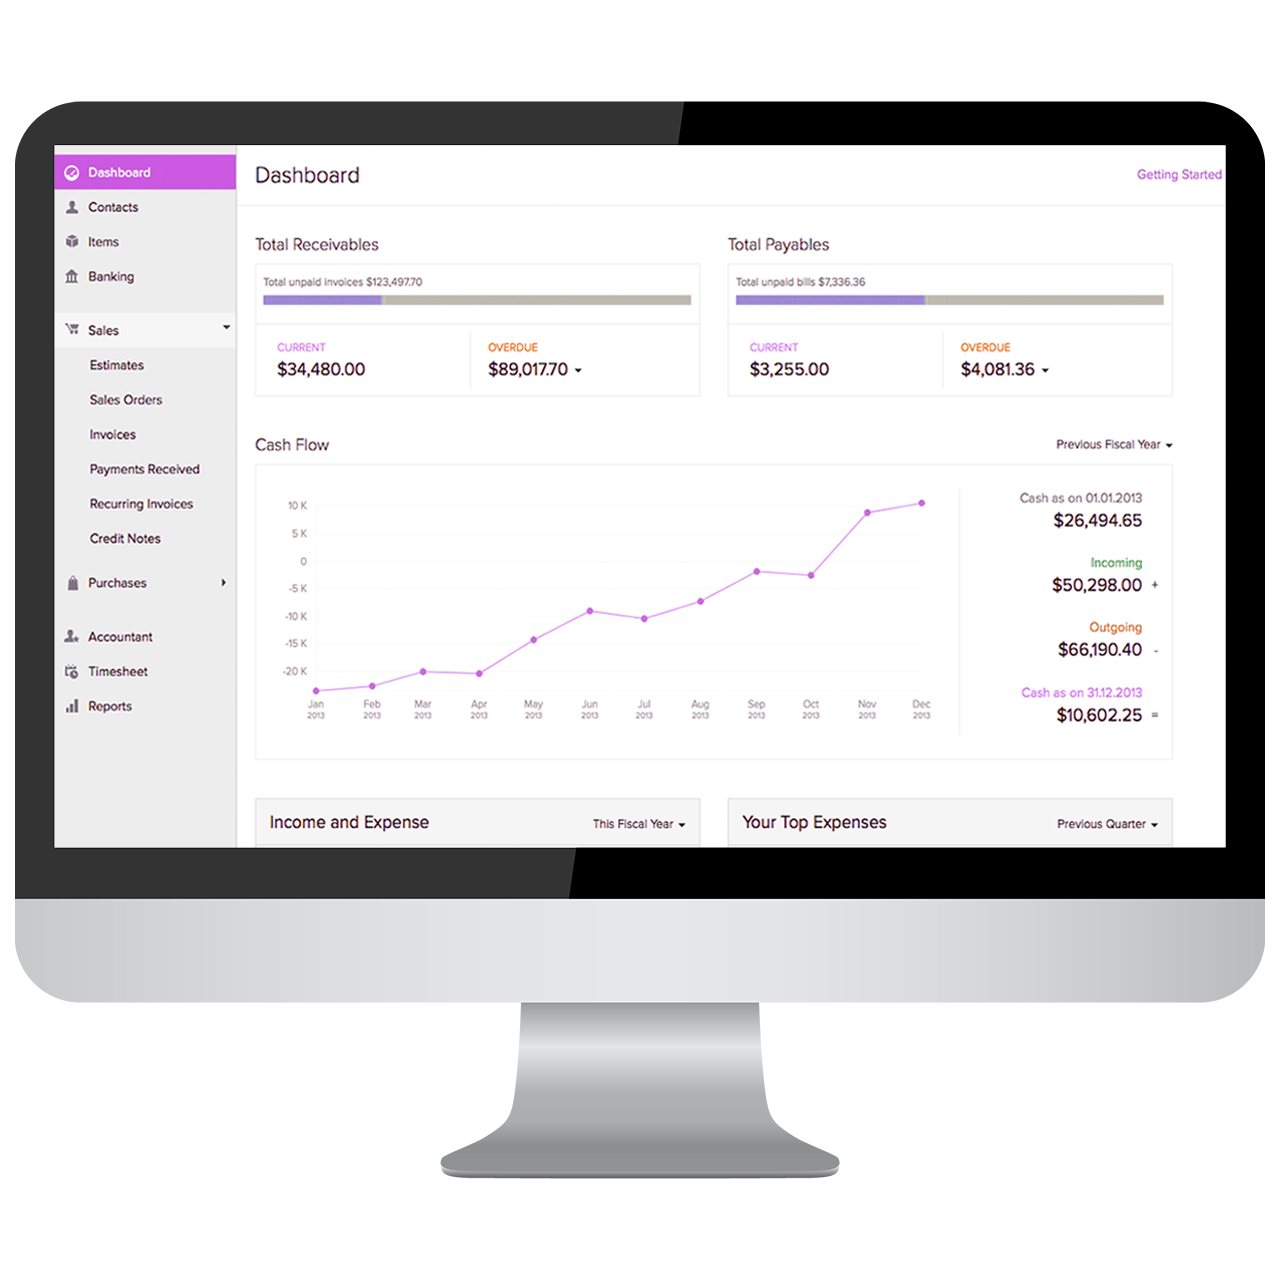 Dashboard
Contacts
Items
Banking
Sales
Estimates
Sales Orders
Invoices
Payments Received
Recurring Invoices
Credit Notes
Purchases
Accountant
Timesheet
Reports
Dashboard
Getting Started
Total Receivables
Total unpaid invoices $123,497.70
CURRENT
$34,480.00
OVERDUE
$89,017.70
Total Payables
Total unpaid bills $7,336.36
CURRENT
$3,255.00
OVERDUE
$4,081.36
Cash Flow
Previous Fiscal Year
10 K
5 K
0
-5 K
-10 K
-15 K
-20 K
Jan Feb Mar Apr May Jun Jul Aug Sep Oct Nov Dec
2013 2013 2013 2013 2013 2013 2013 2013 2013 2013 2013 2013
Cash as on 01.01.2013
$26,494.65
Incoming
$50,298.00 +
Outgoing
$66,190.40 -
Cash as on 31.12.2013
$10,602.25 =
Income and Expense
This Fiscal Year
Your Top Expenses
Previous Quarter